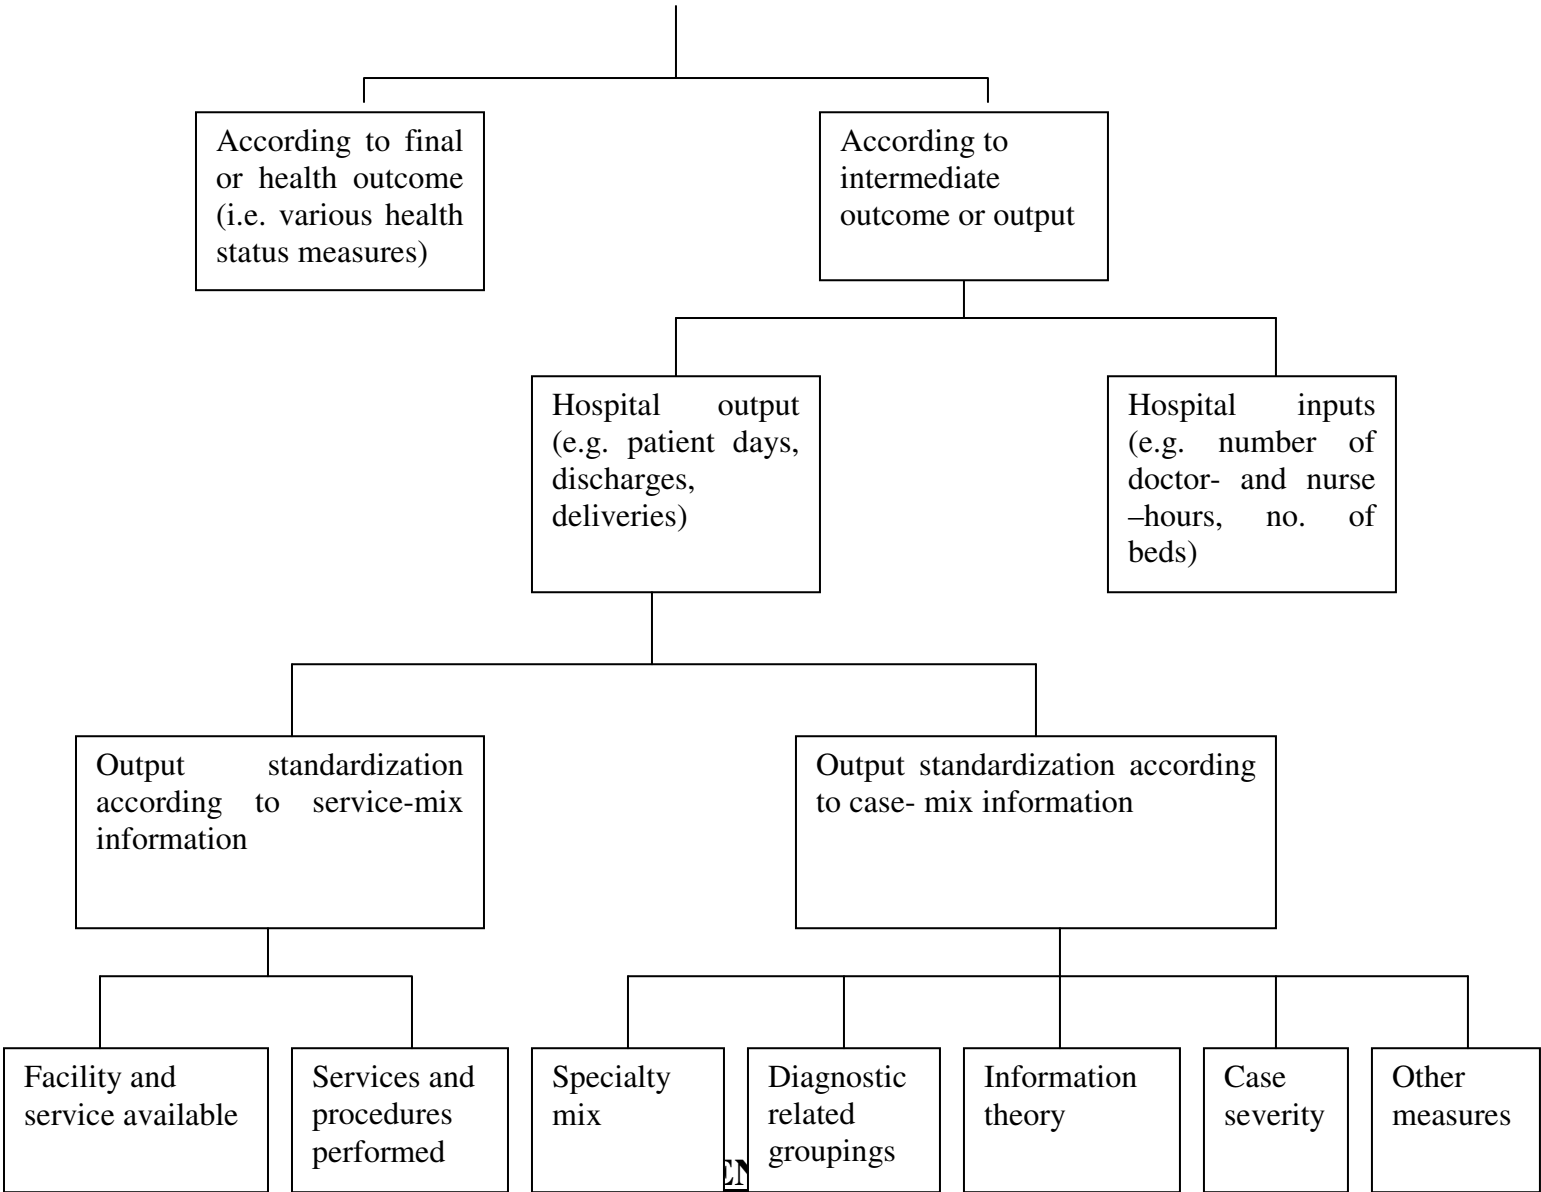 According to final
or health outcome
(i.e. various health
status measures)
According to
intermediate
outcome or output
Hospital output
(e.g. patient days,
discharges,
deliveries)
Hospital inputs
(e.g. number of
doctor- and nurse
–hours, no. of
beds)
Output standardization
according to service-mix
information
Output standardization according
to case- mix information
Facility and
service available
Services and
procedures
performed
Specialty
mix
Diagnostic
related
groupings
Information
theory
Case
severity
Other
measures